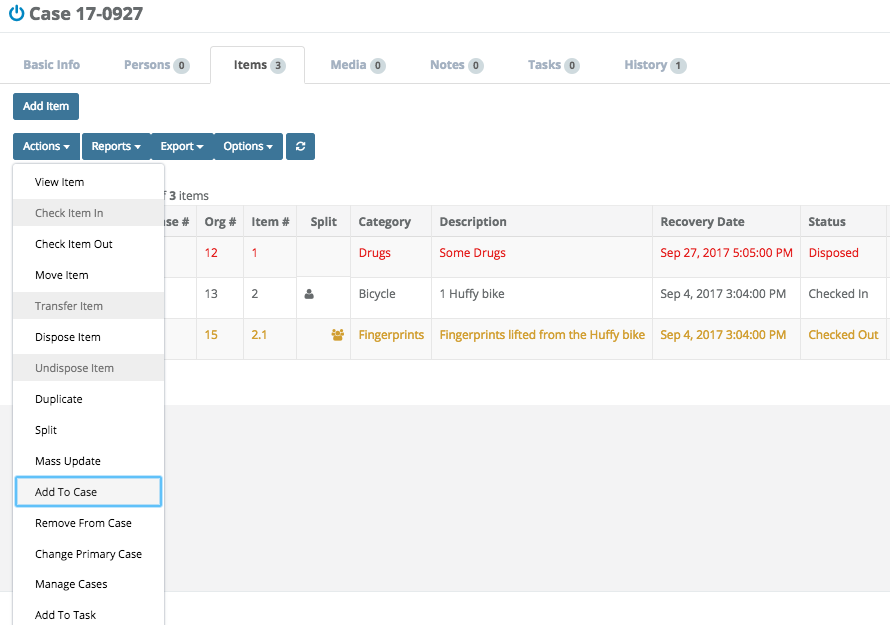 Case 17-0927
Basic Info Persons 0 Items 3 Media 0 Notes 0 Tasks 0 History 1
Add Item
Actions Reports Export Options
View Item
3 items
Check Item In
Org # Item # Split Category Description Recovery Date Status
Check Item Out
12 1 Drugs Some Drugs Sep 27, 2017 5:05:00 PM Disposed
Move Item
13 2 Bicycle 1 Huffy bike Sep 4, 2017 3:04:00 PM Checked In
Transfer Item
Dispose Item
15 2.1 Fingerprints Fingerprints lifted from the Huffy bike Sep 4, 2017 3:04:00 PM Checked Out
Undispose Item
Duplicate
Split
Mass Update
Add To Case
Remove From Case
Change Primary Case
Manage Cases
Add To Task